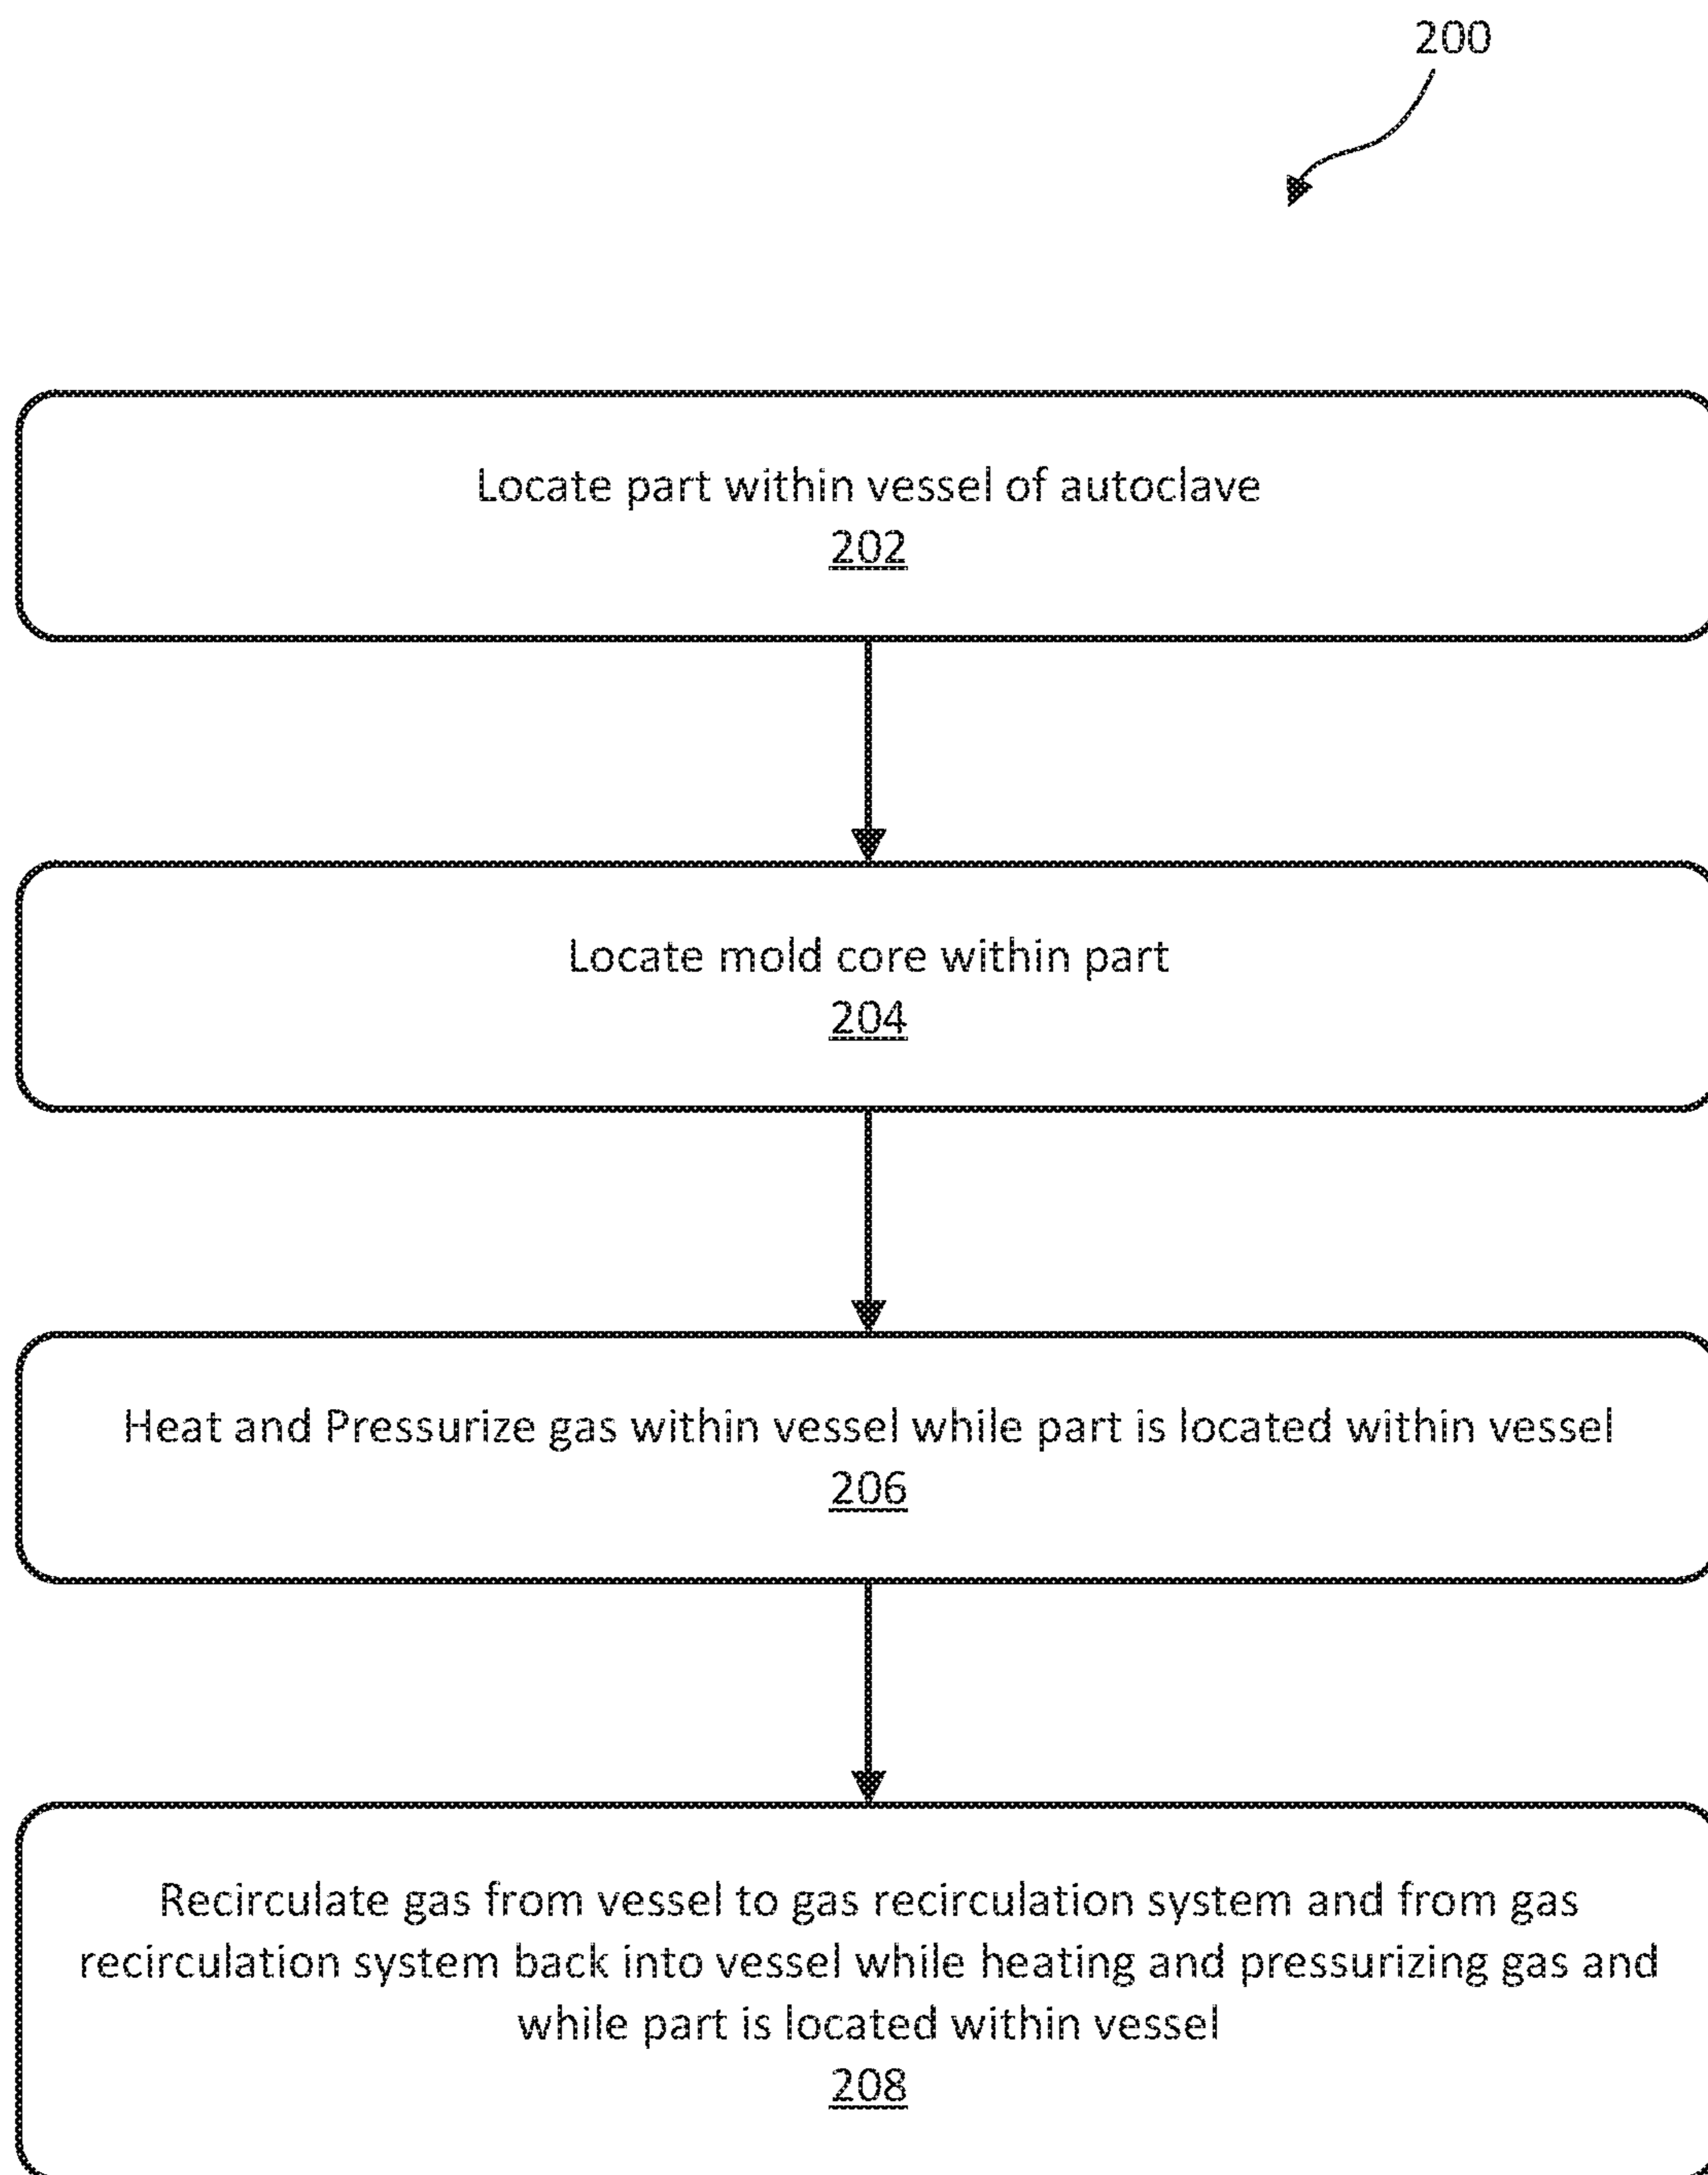 200
Locate part within vessel of autoclave
202
Locate mold core within part
204
Heat and Pressurize gas within vessel while part is located within vessel
206
Recirculate gas from vessel to gas recirculation system and from gas
recirculation system back into vessel while heating and pressurizing gas and
while part is located within vessel
208